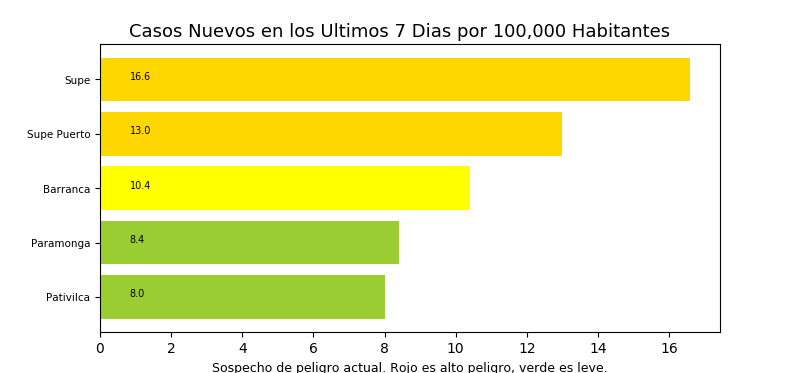 Casos Nuevos en los Ultimos 7 Dias por 100,000 Habitantes
Supe 16.6
Supe Puerto 13.0
Barranca 10.4
Paramonga 8.4
Pativilca 8.0
0 2 4 6 8 10 12 14 16
Sospecho de peligro actual. Rojo es alto peligro, verde es leve.